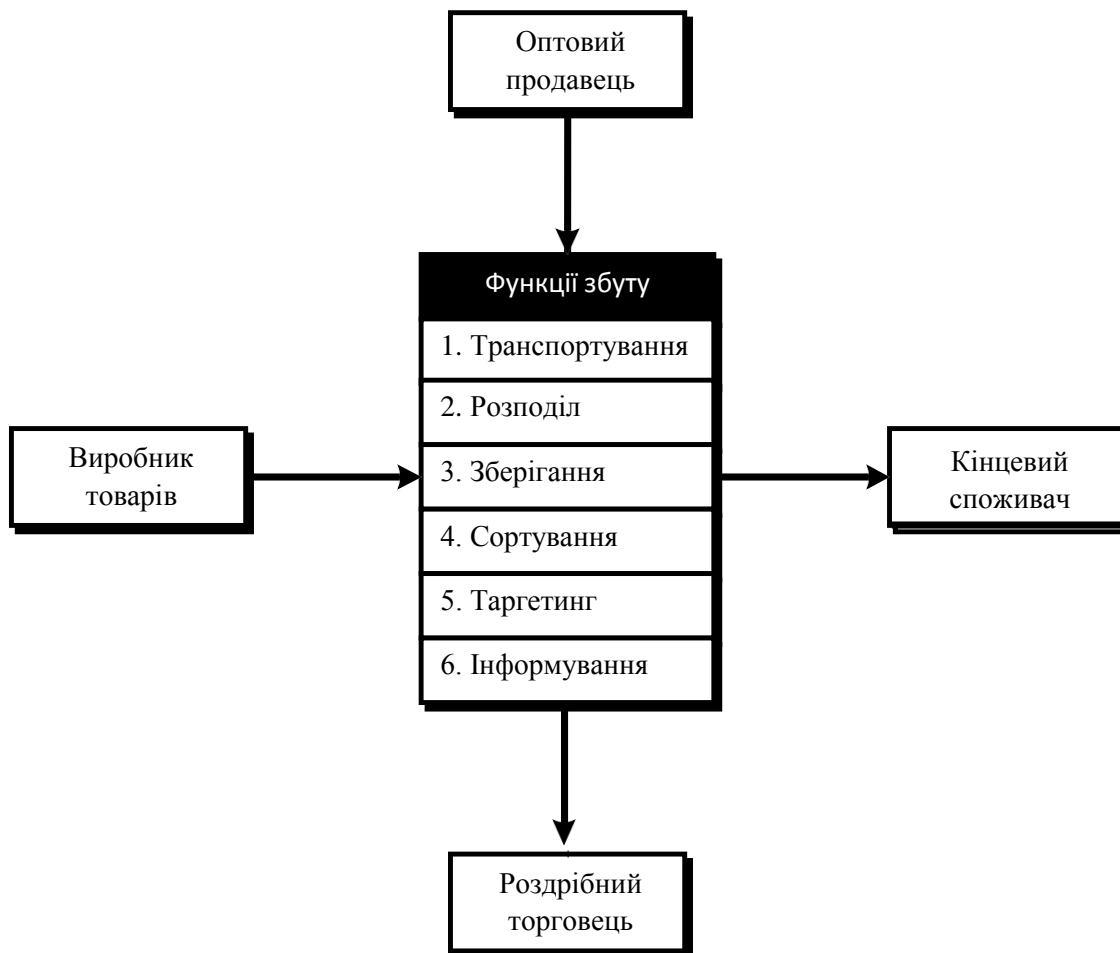 Оптовий
продавець
Функції збуту
1. Транспортування
2. Розподіл
Виробник
товарів
3. Зберігання
Кінцевий
споживач
4. Сортування
5. Таргетинг
6. Інформування
Роздрібний
торговець